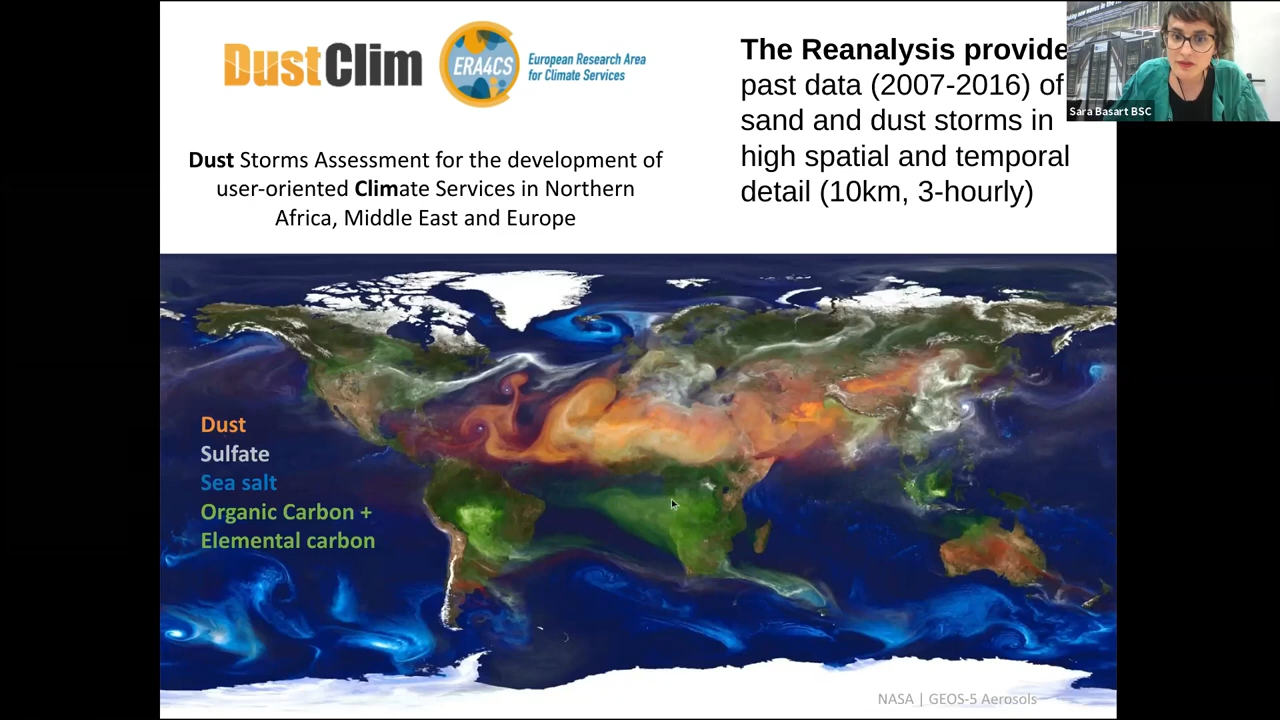 DustClim
ERA4CS
European Research Area
for Climate Services
The Reanalysis provide
past data (2007-2016) of
sand and dust storms in
high spatial and temporal
detail (10km, 3-hourly)
Sara Basart BSC
Dust Storms Assessment for the development of
user-oriented Climate Services in Northern
Africa, Middle East and Europe
Dust
Sulfate
Sea salt
Organic Carbon +
Elemental carbon
NASA | GEOS-5 Aerosols